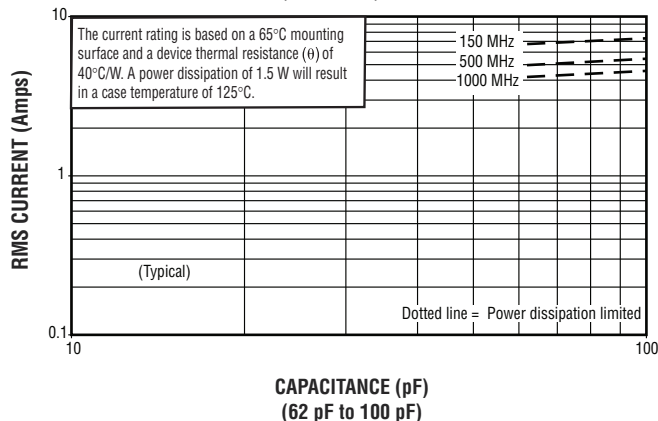 10
The current rating is based on a 65°C mounting
surface and a device thermal resistance (θ) of
40°C/W. A power dissipation of 1.5 W will result
in a case temperature of 125°C.
150 MHz
500 MHz
1000 MHz
RMS CURRENT (Amps)
1
(Typical)
Dotted line = Power dissipation limited
0.1
10
100
CAPACITANCE (pF)
(62 pF to 100 pF)